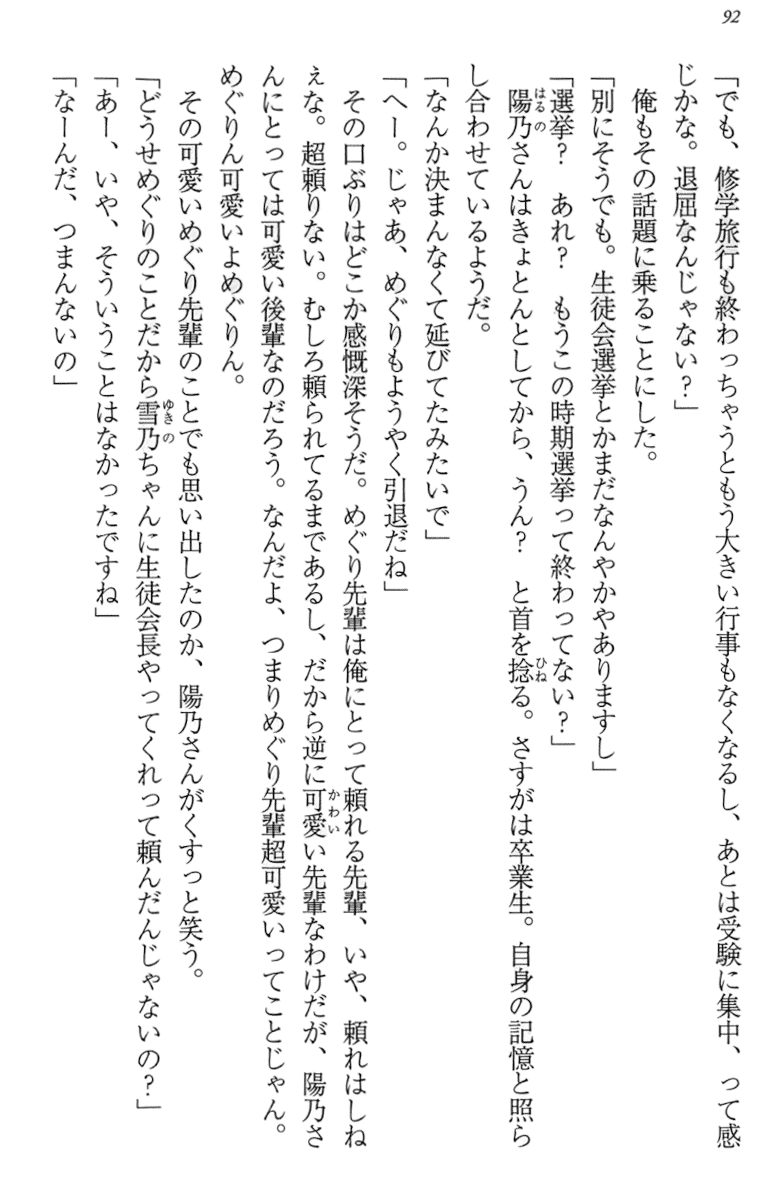 92
「でも、修学旅行も終わっちゃうともう大きい行事もなくなるし、あとは受験に集中、って感
じかな。退屈なんじゃない？」
　俺もその話題に乗ることにした。
「別にそうでも。生徒会選挙とかまだなんやかやありますし」
「選挙？　あれ？　もうこの時期選挙って終わってない？」
　陽乃さんはきょとんとしてから、うん？　と首を捻る。さすがは卒業生。自身の記憶と照ら
し合わせているようだ。
「なんか決まんなくて延びてたみたいで」
「へー。じゃあ、めぐりもようやく引退だね」
　その口ぶりはどこか感慨深そうだ。めぐり先輩は俺にとって頼れる先輩、いや、頼れはしね
ぇな。超頼りない。むしろ頼られてるまであるし、だから逆に可愛い先輩なわけだが、陽乃さ
んにとっては可愛い後輩なのだろう。なんだよ、つまりめぐり先輩超可愛いってことじゃん。
めぐりん可愛いよめぐりん。
　その可愛いめぐり先輩のことでも思い出したのか、陽乃さんがくすっと笑う。
「どうせめぐりのことだから雪乃ちゃんに生徒会長やってくれって頼んだんじゃないの？」
「あー、いや、そういうことはなかったですね」
「なーんだ、つまんないの」
はるの
ひね
かわい
ゆきの